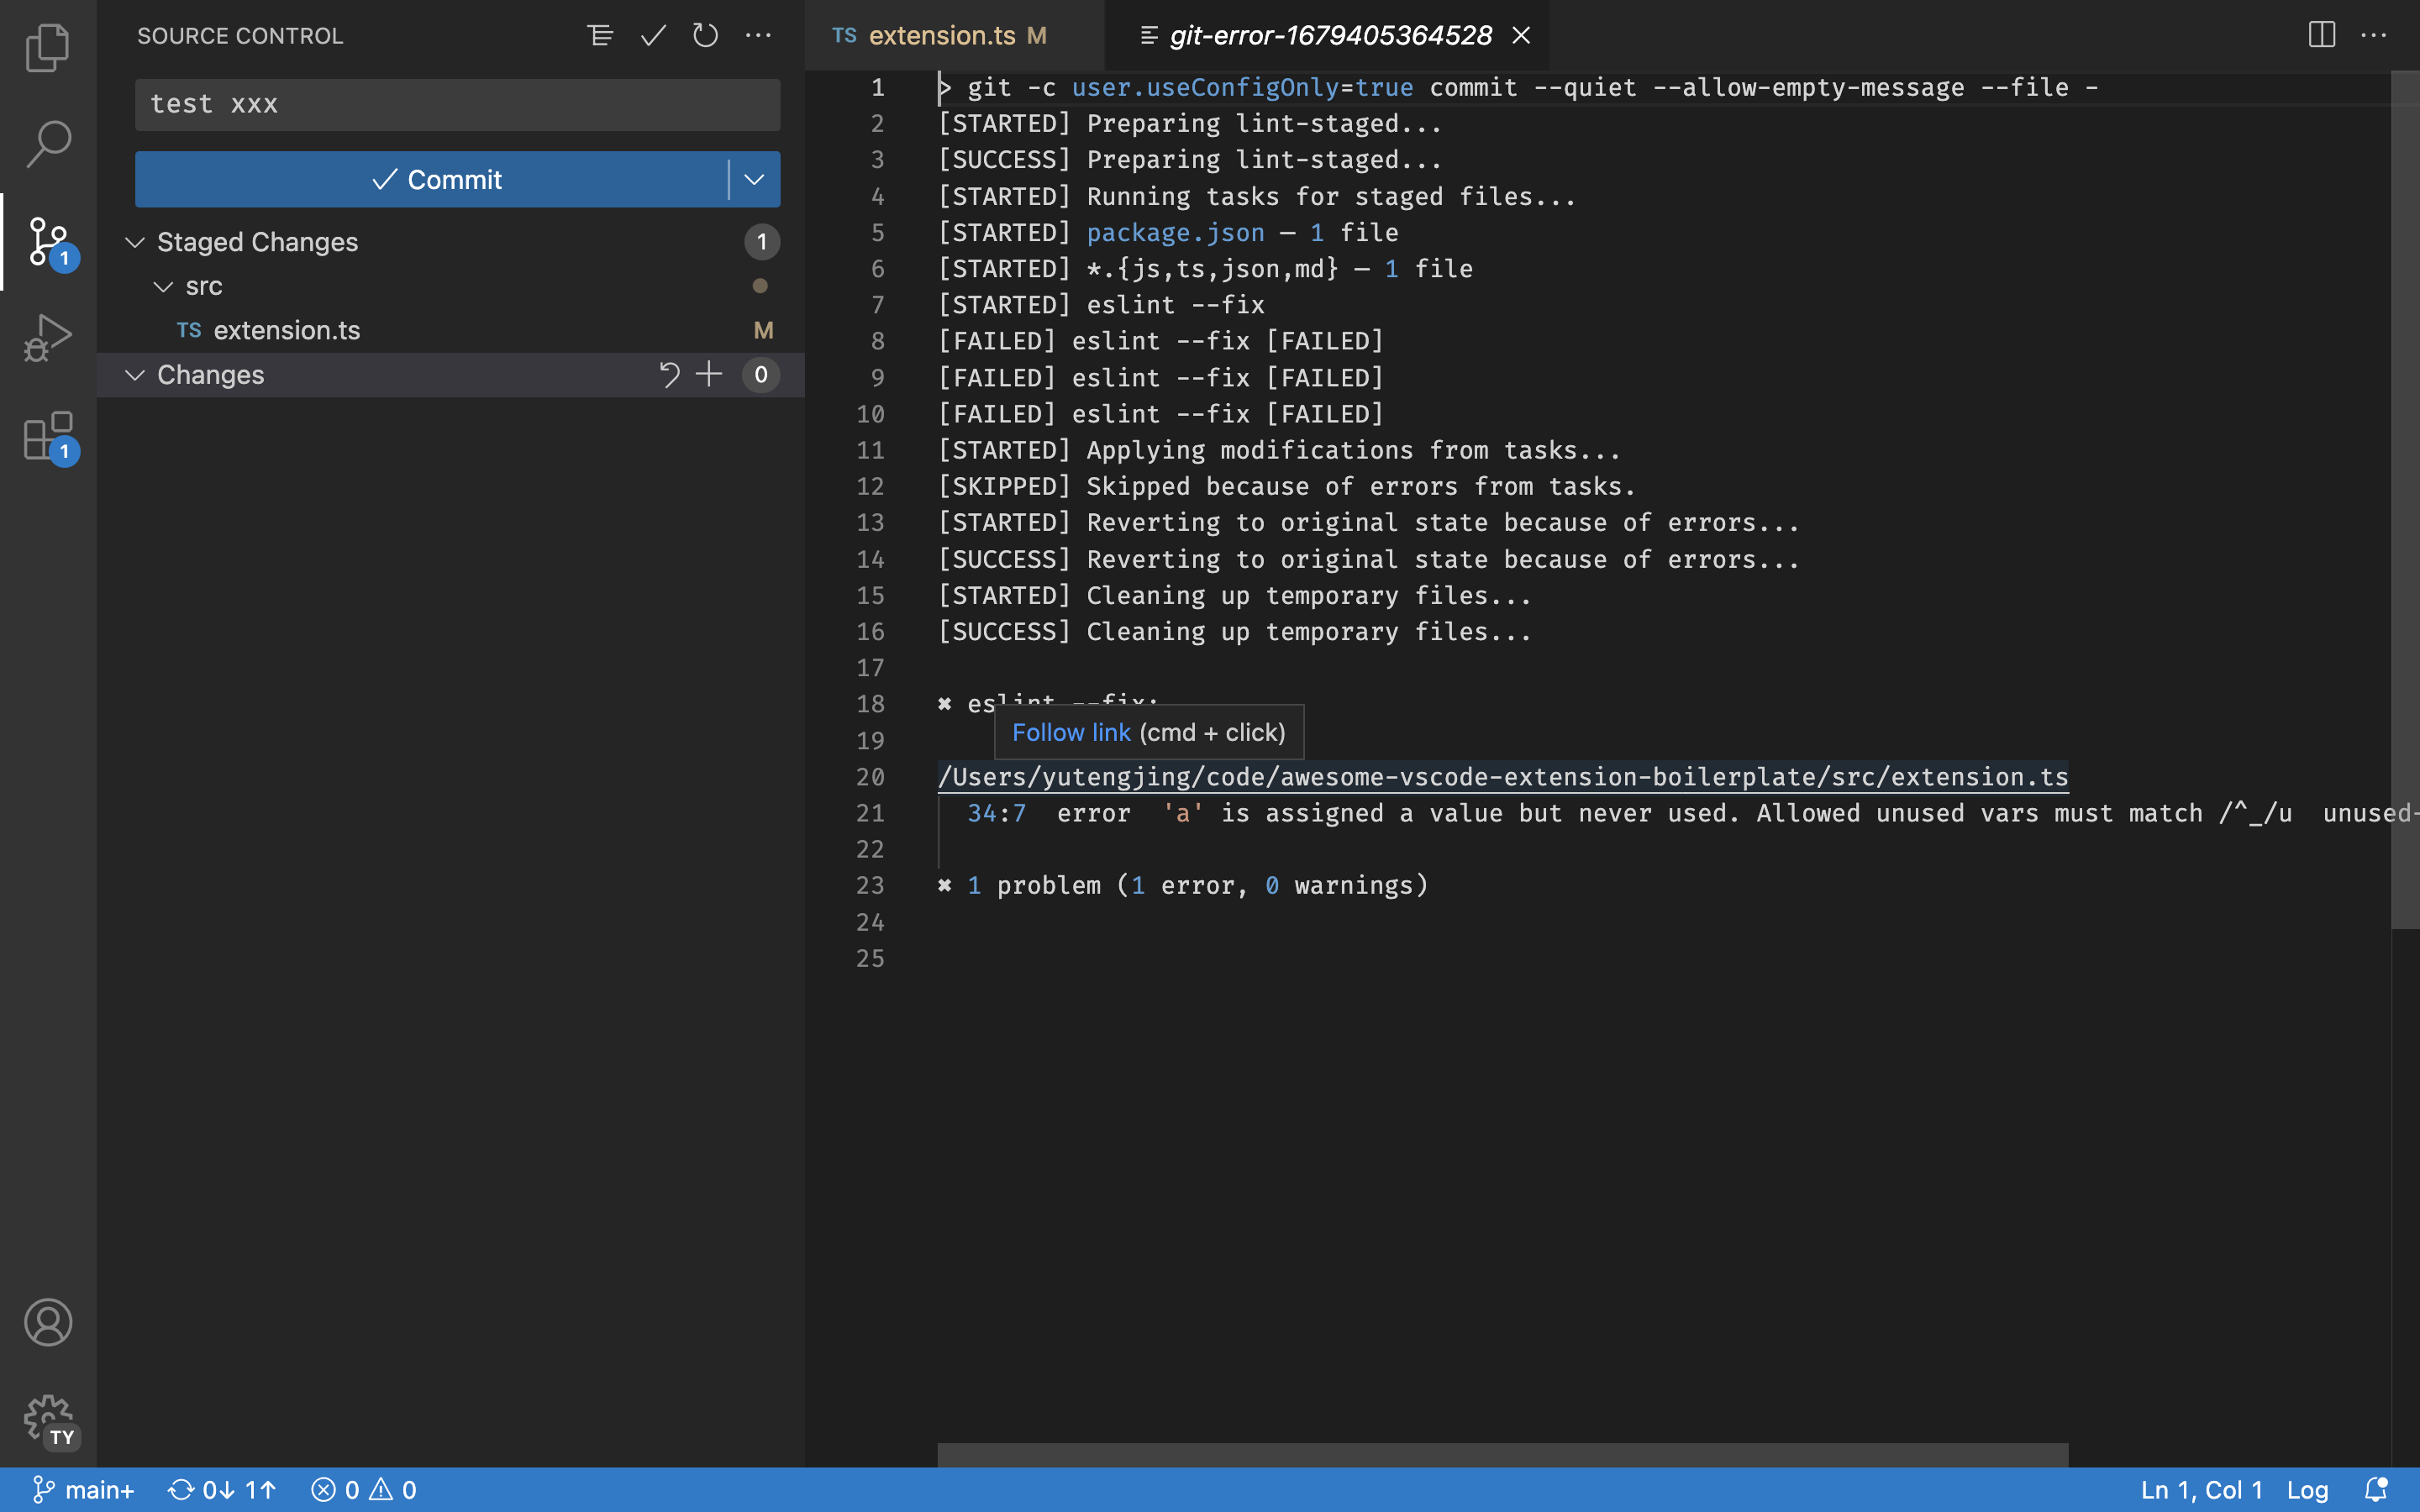 SOURCE CONTROL
test xxx
Commit
Staged Changes 1
src
TS extension.ts M
Changes 0
1
1
TY
TS extension.ts M
git-error-1679405364528
1 > git -c user.useConfigOnly=true commit --quiet --allow-empty-message --file -
2 [STARTED] Preparing lint-staged...
3 [SUCCESS] Preparing lint-staged...
4 [STARTED] Running tasks for staged files...
5 [STARTED] package.json — 1 file
6 [STARTED] *.{js,ts,json,md} — 1 file
7 [STARTED] eslint --fix
8 [FAILED] eslint --fix [FAILED]
9 [FAILED] eslint --fix [FAILED]
10 [FAILED] eslint --fix [FAILED]
11 [STARTED] Applying modifications from tasks...
12 [SKIPPED] Skipped because of errors from tasks.
13 [STARTED] Reverting to original state because of errors...
14 [SUCCESS] Reverting to original state because of errors...
15 [STARTED] Cleaning up temporary files...
16 [SUCCESS] Cleaning up temporary files...
17
18 ✖ eslint --fix:
Follow link (cmd + click)
19
20 /Users/yutengjing/code/awesome-vscode-extension-boilerplate/src/extension.ts
21 34:7 error 'a' is assigned a value but never used. Allowed unused vars must match /^_/u unused-
22
23 ✖ 1 problem (1 error, 0 warnings)
24
25
main+ 0↓ 1↑ 0 0
Ln 1, Col 1 Log